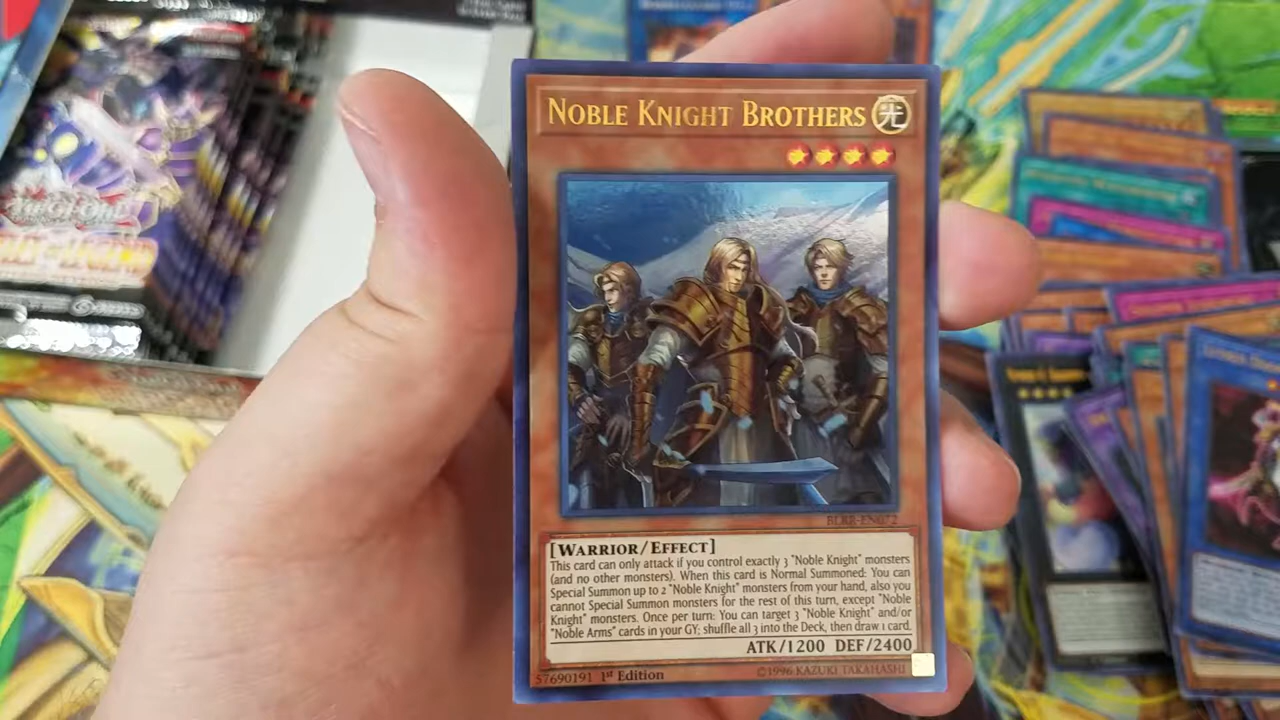 NOBLE KNIGHT BROTHERS 光
BLRR-EN072
[WARRIOR/EFFECT]
This card can only attack if you control exactly 3 "Noble Knight" monsters
(and no other monsters). When this card is Normal Summoned: You can
Special Summon up to 2 "Noble Knight" monsters from your hand, also you
cannot Special Summon monsters for the rest of this turn, except "Noble
Knight" monsters. Once per turn: You can target 3 "Noble Knight" and/or
"Noble Arms" cards in your GY; shuffle all 3 into the Deck, then draw 1 card.
ATK/1200 DEF/2400
57690191 1st Edition ©1996 KAZUKI TAKAHASHI